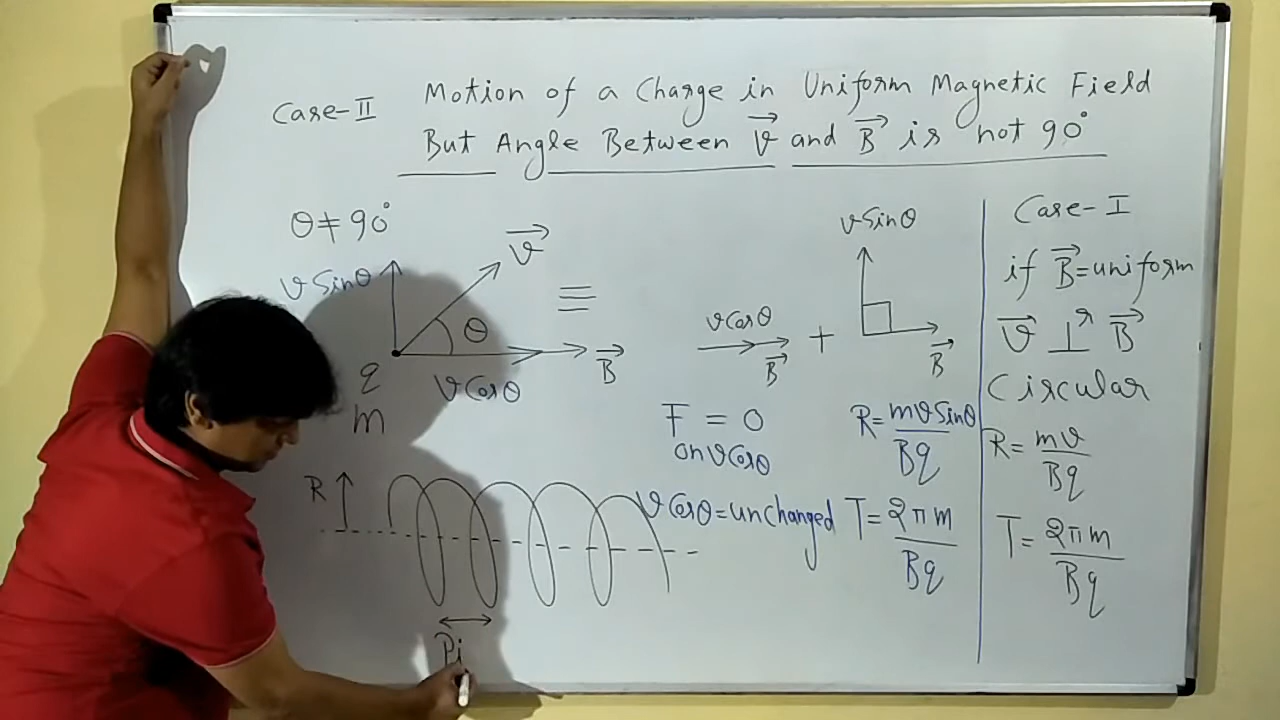 Case-II
Motion of a Charge in Uniform Magnetic Field
But Angle Between v⃗ and B⃗ is not 90°
θ≠90°
v Sinθ
v⃗
θ
B⃗
v Cosθ
q
m
≡
v Cosθ
B⃗
+
v Sinθ
B⃗
F = 0
on v Cosθ
v Cosθ = unchanged
R = mv Sinθ / Bq
T = 2πm / Bq
R
Pi
Case-I
if B⃗ = uniform
v⃗ ⊥r B⃗
Circular
R = mv / Bq
T = 2πm / Bq